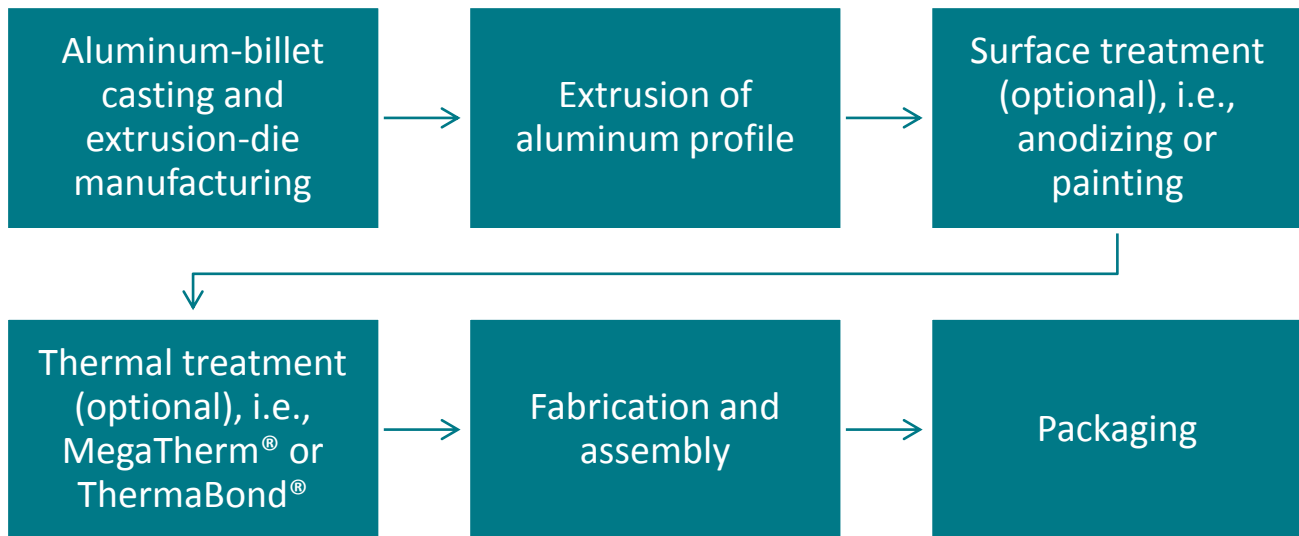 Aluminum-billet
casting and
extrusion-die
manufacturing
Extrusion of
aluminum profile
Surface treatment
(optional), i.e.,
anodizing or
painting
Thermal treatment
(optional), i.e.,
MegaTherm® or
ThermaBond®
Fabrication and
assembly
Packaging